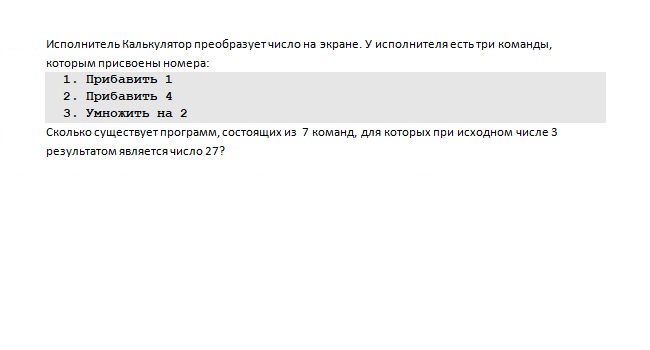 Исполнитель Калькулятор преобразует число на экране. У исполнителя есть три команды,
которым присвоены номера:
1. Прибавить 1
2. Прибавить 4
3. Умножить на 2
Сколько существует программ, состоящих из 7 команд, для которых при исходном числе 3
результатом является число 27?